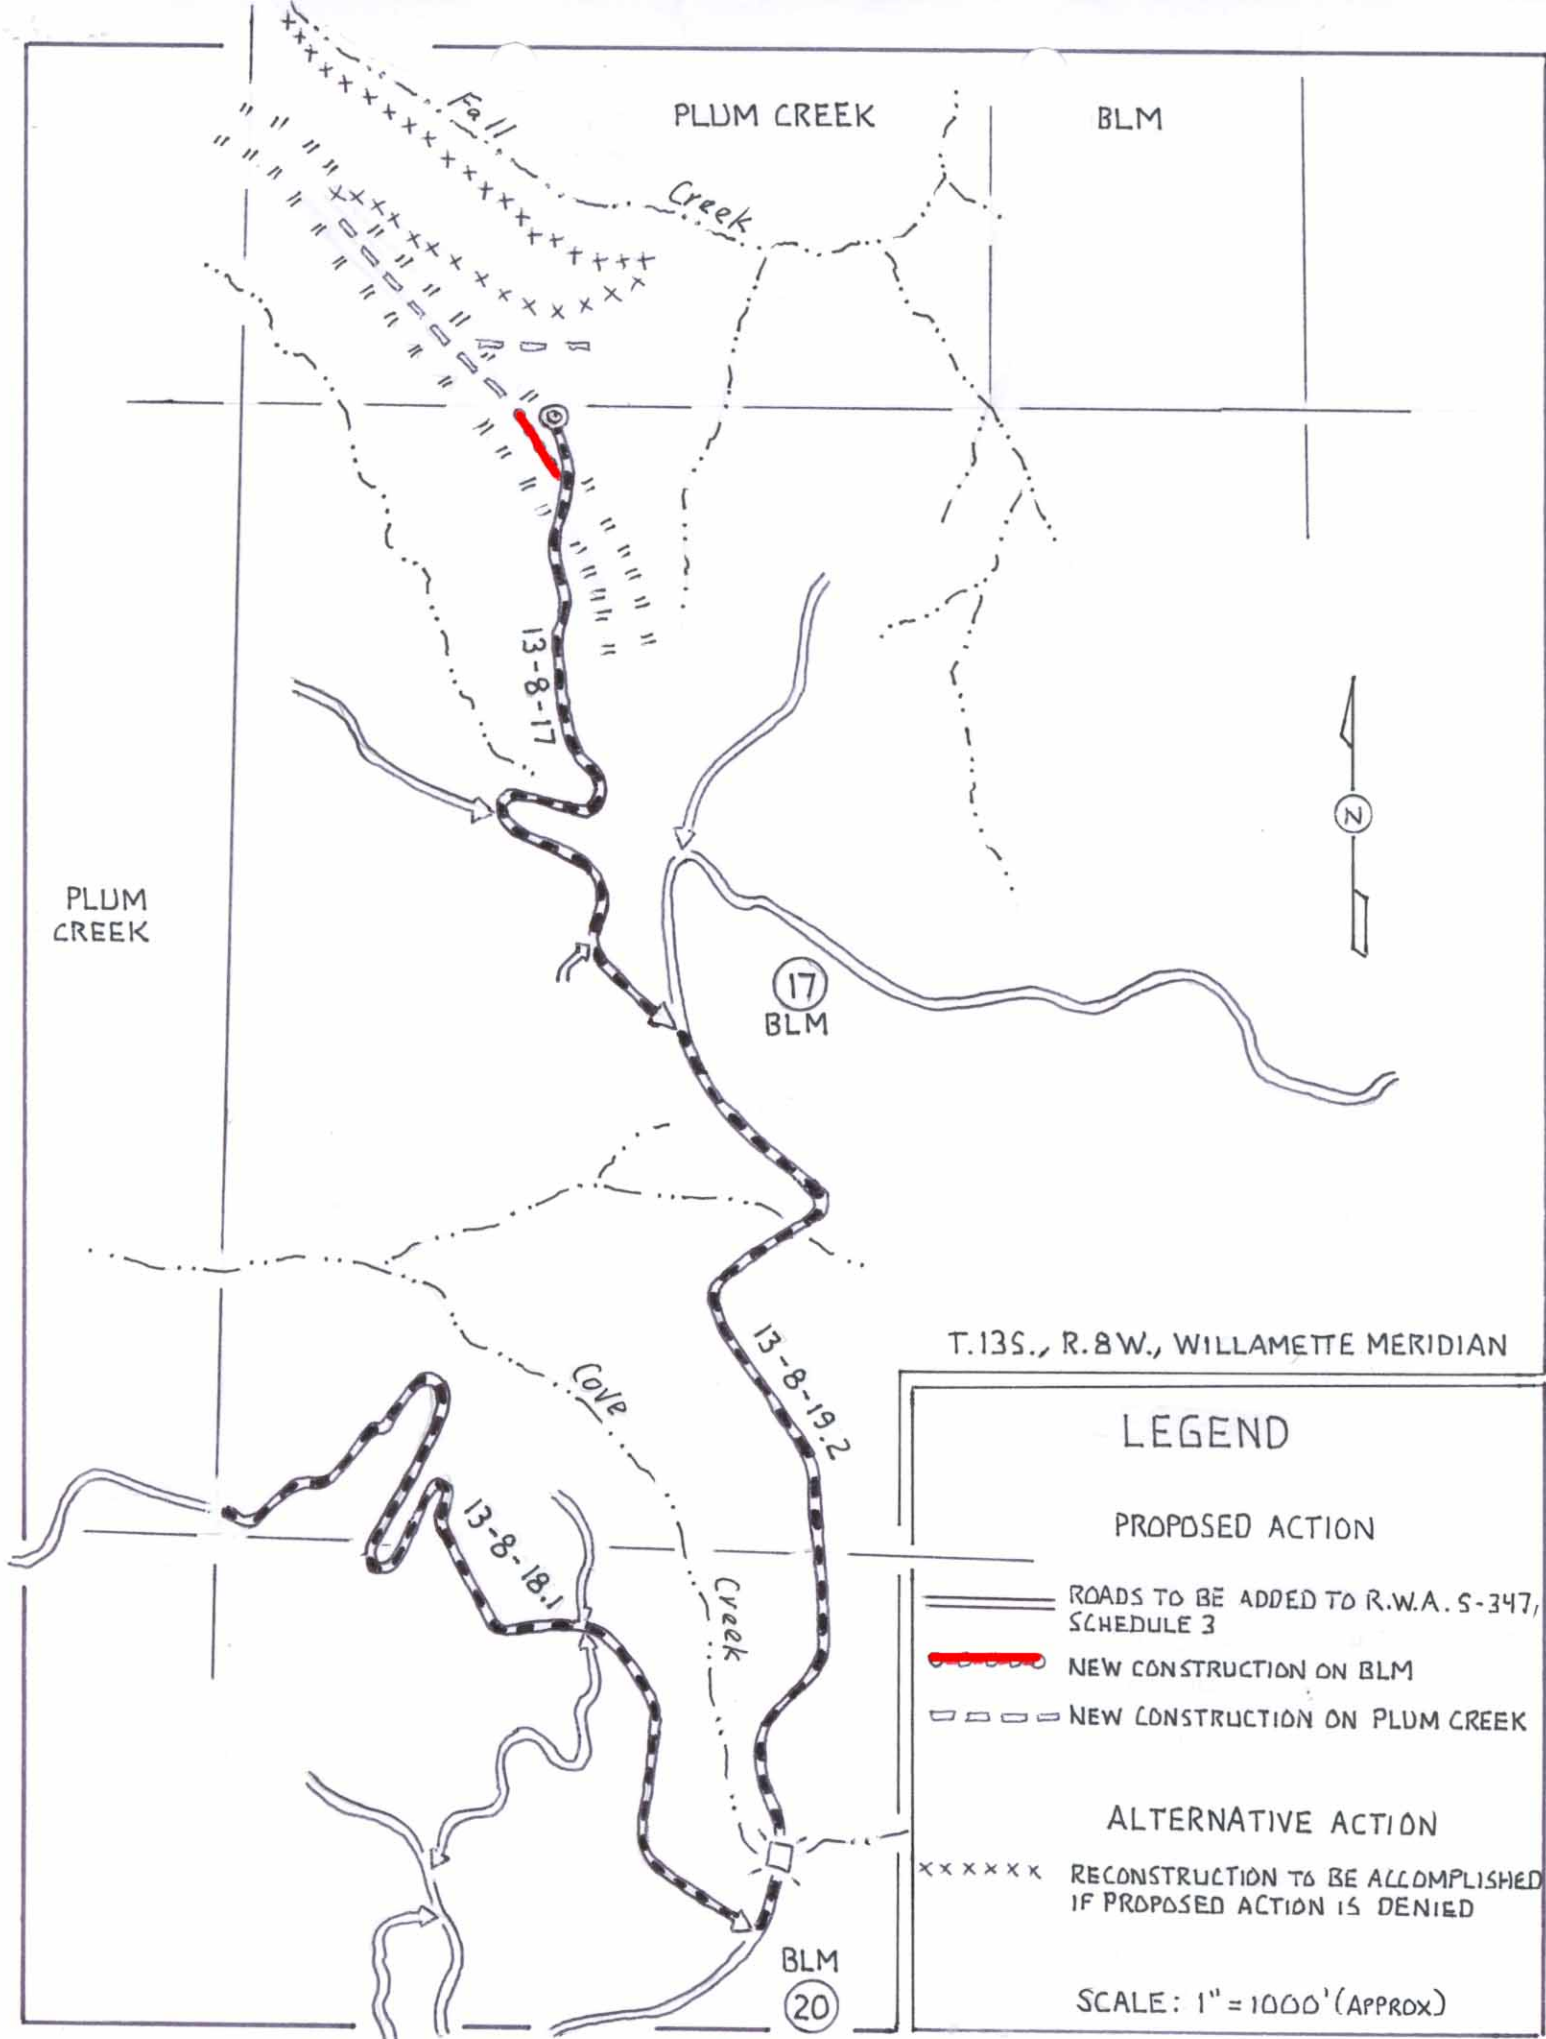 Fall
PLUM CREEK
BLM
Creek
13-8-17
N
PLUM
CREEK
17
BLM
T.13S., R.8W., WILLAMETTE MERIDIAN
13-8-19.2
Cove
Creek
13-8-18.1
LEGEND
PROPOSED ACTION
ROADS TO BE ADDED TO R.W.A. S-347,
SCHEDULE 3
NEW CONSTRUCTION ON BLM
NEW CONSTRUCTION ON PLUM CREEK
ALTERNATIVE ACTION
XXXXXX RECONSTRUCTION TO BE ACCOMPLISHED
IF PROPOSED ACTION IS DENIED
SCALE: 1" = 1000' (APPROX)
BLM
20